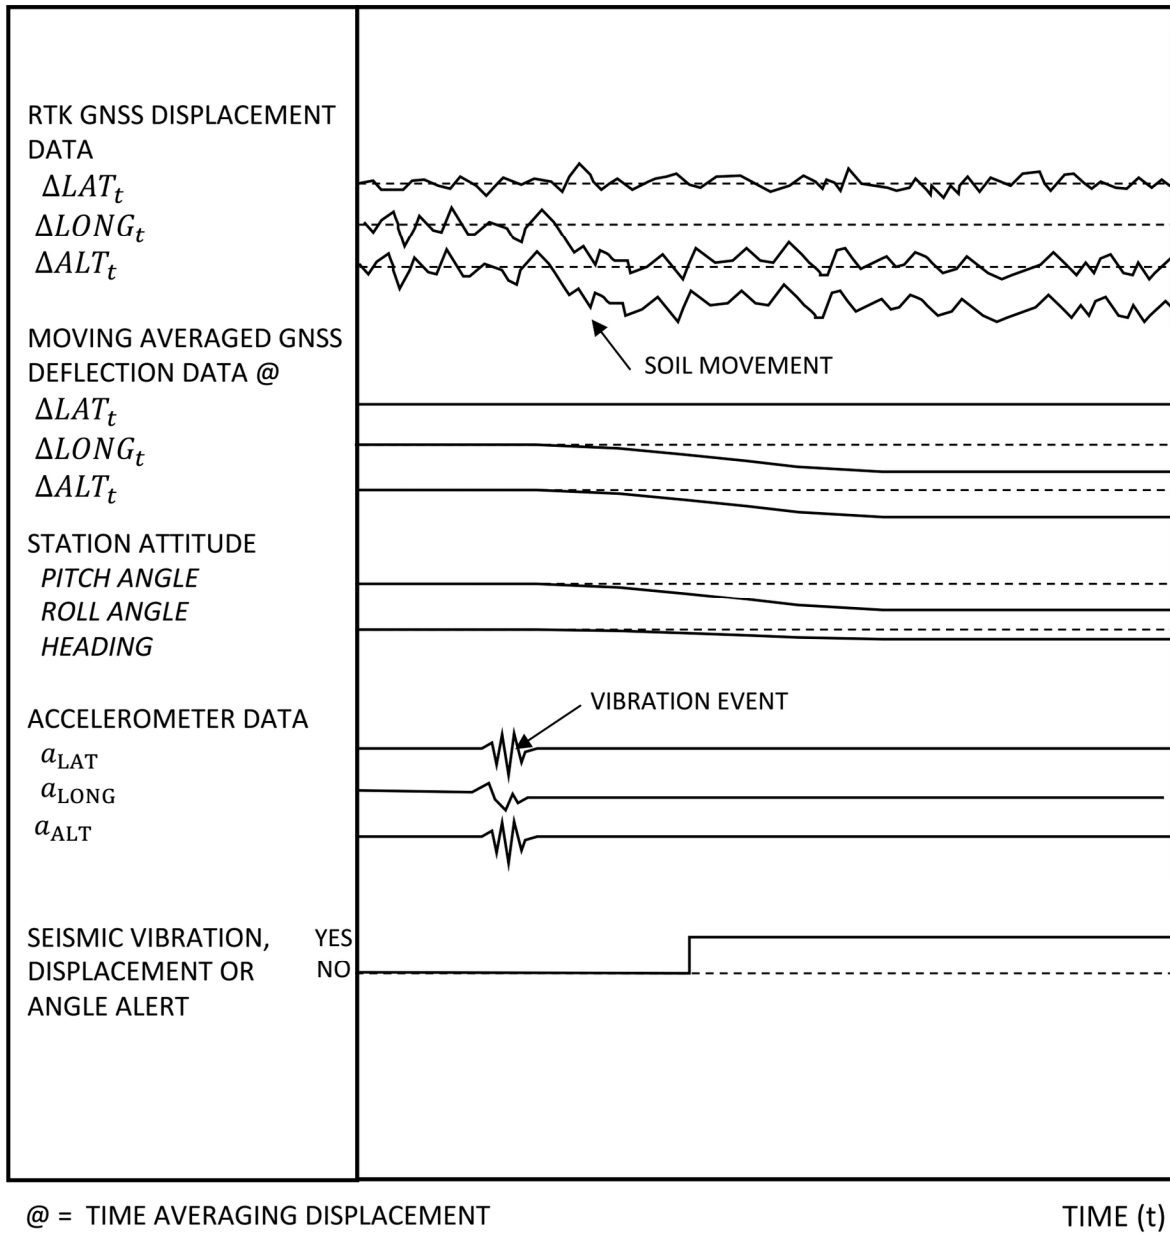 RTK GNSS DISPLACEMENT
DATA
ΔLAT_t
ΔLONG_t
ΔALT_t
MOVING AVERAGED GNSS
DEFLECTION DATA @
SOIL MOVEMENT
ΔLAT_t
ΔLONG_t
ΔALT_t
STATION ATTITUDE
PITCH ANGLE
ROLL ANGLE
HEADING
VIBRATION EVENT
ACCELEROMETER DATA
a_LAT
a_LONG
a_ALT
SEISMIC VIBRATION, YES
DISPLACEMENT OR NO
ANGLE ALERT
@ = TIME AVERAGING DISPLACEMENT
TIME (t)